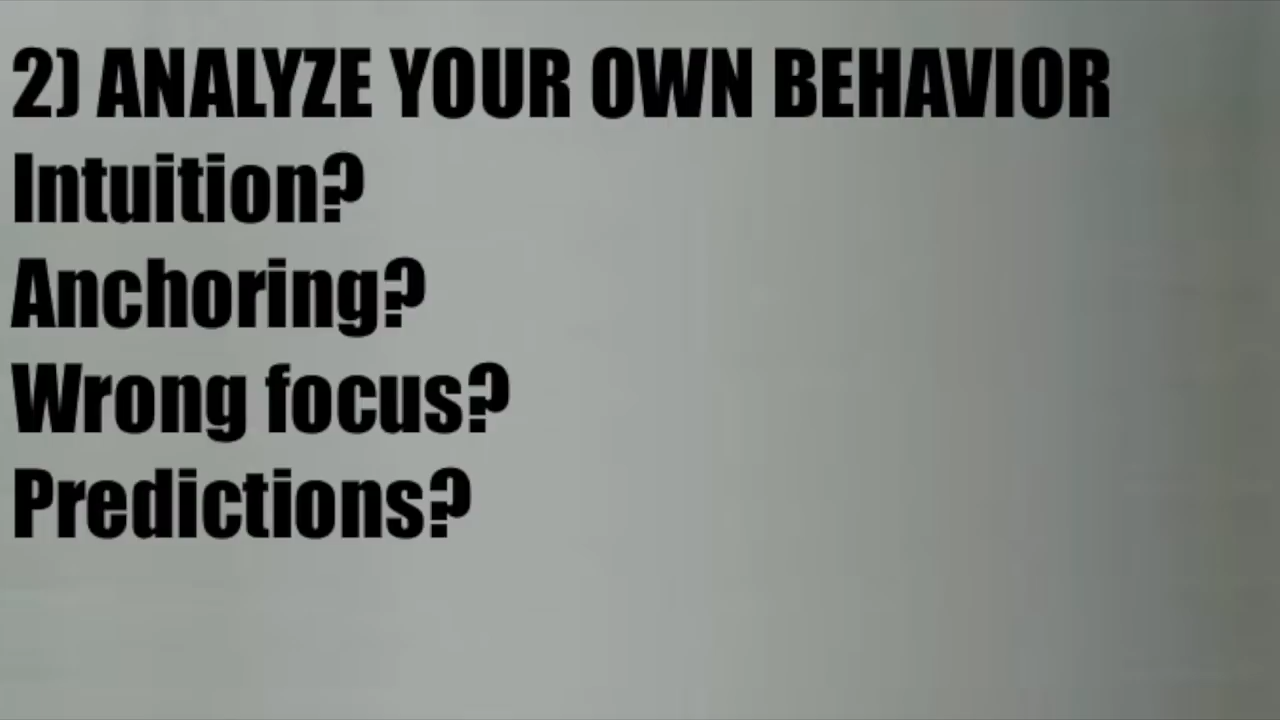 2) ANALYZE YOUR OWN BEHAVIOR
Intuition?
Anchoring?
Wrong focus?
Predictions?